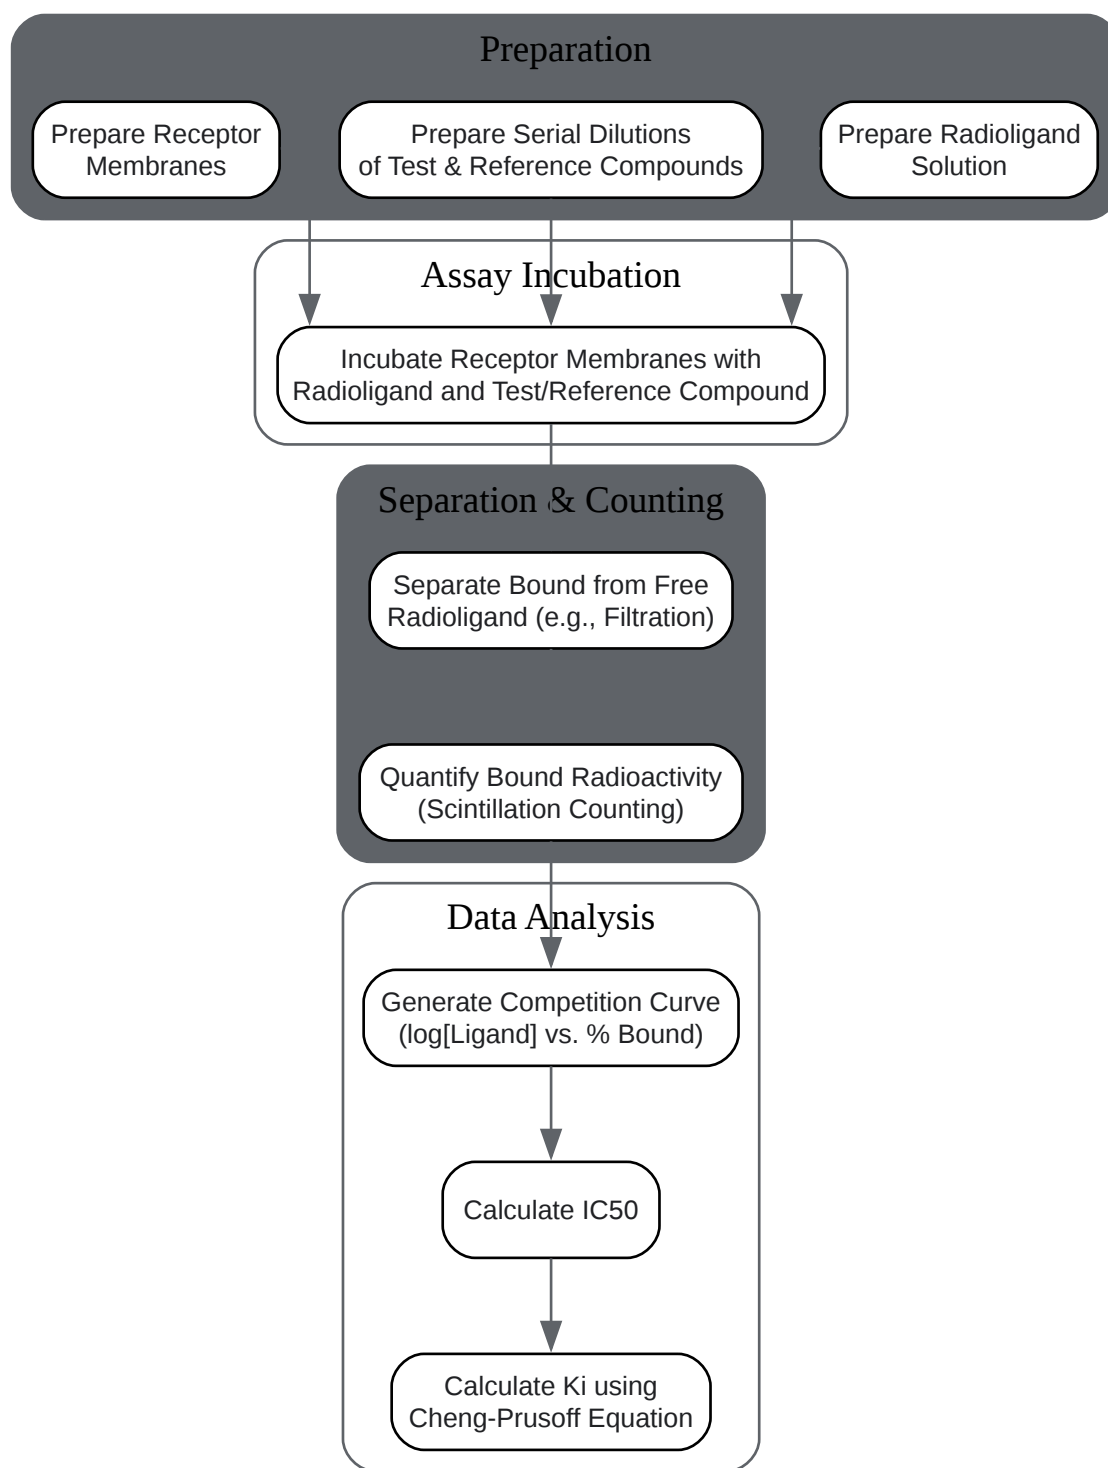 Preparation
Prepare Receptor
Membranes
Prepare Serial Dilutions
of Test & Reference Compounds
Prepare Radioligand
Solution
Assay Incubation
Incubate Receptor Membranes with
Radioligand and Test/Reference Compound
Separation & Counting
Separate Bound from Free
Radioligand (e.g., Filtration)
Quantify Bound Radioactivity
(Scintillation Counting)
Data Analysis
Generate Competition Curve
(log[Ligand] vs. % Bound)
Calculate IC50
Calculate Ki using
Cheng-Prusoff Equation